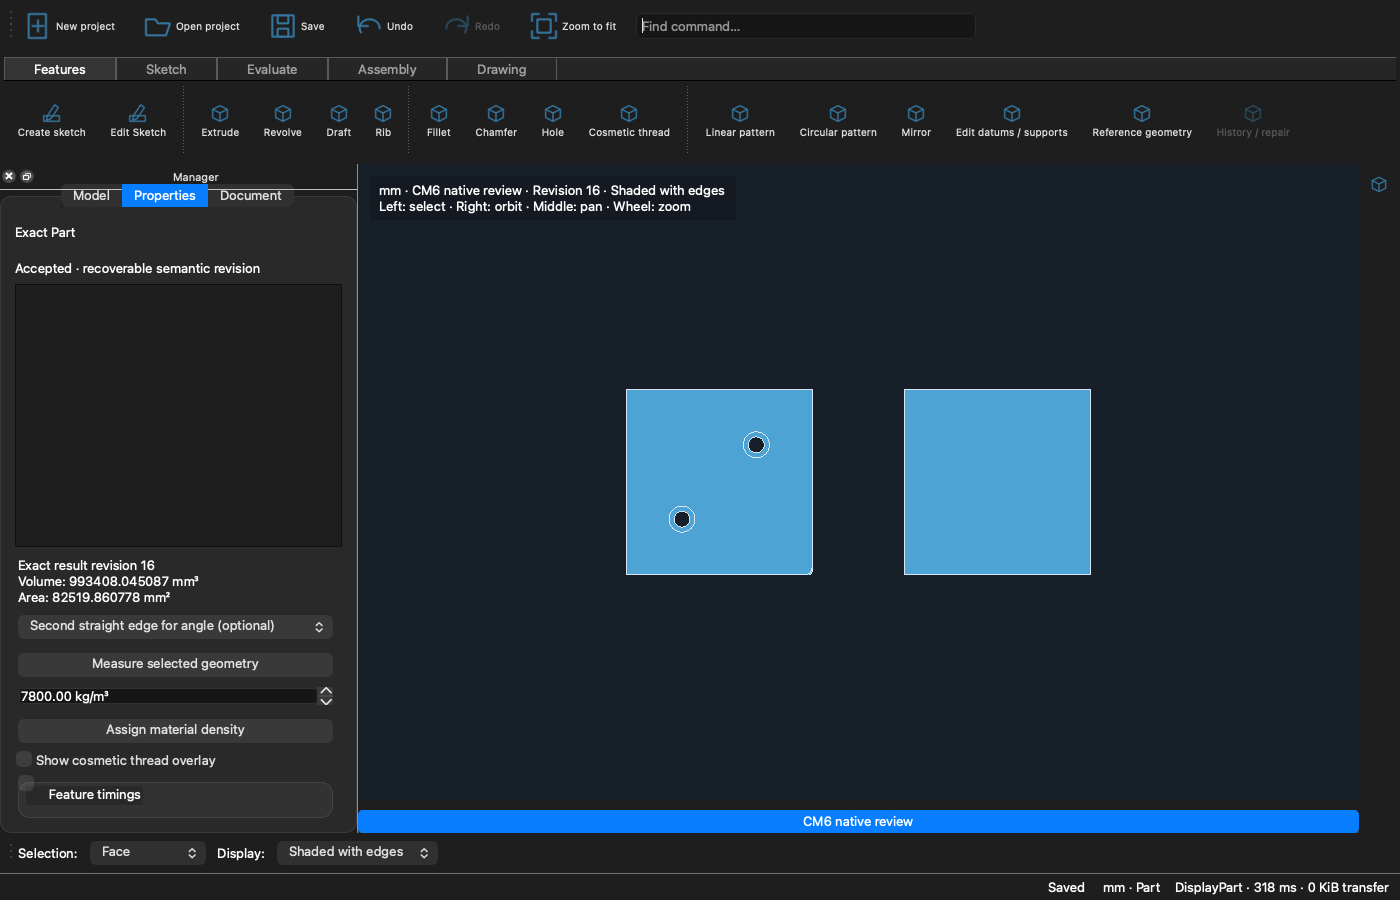 New project
Open project
Save
Undo
Redo
Zoom to fit
Find command...
Features
Sketch
Evaluate
Assembly
Drawing
Create sketch
Edit Sketch
Extrude
Revolve
Draft
Rib
Fillet
Chamfer
Hole
Cosmetic thread
Linear pattern
Circular pattern
Mirror
Edit datums / supports
Reference geometry
History / repair
Manager
Model
Properties
Document
Exact Part
Accepted · recoverable semantic revision
Exact result revision 16
Volume: 993408.045087 mm³
Area: 82519.860778 mm²
Second straight edge for angle (optional)
Measure selected geometry
7800.00 kg/m³
Assign material density
Show cosmetic thread overlay
Feature timings
mm · CM6 native review · Revision 16 · Shaded with edges
Left: select · Right: orbit · Middle: pan · Wheel: zoom
CM6 native review
Selection:
Face
Display:
Shaded with edges
Saved
mm · Part
DisplayPart · 318 ms · 0 KiB transfer